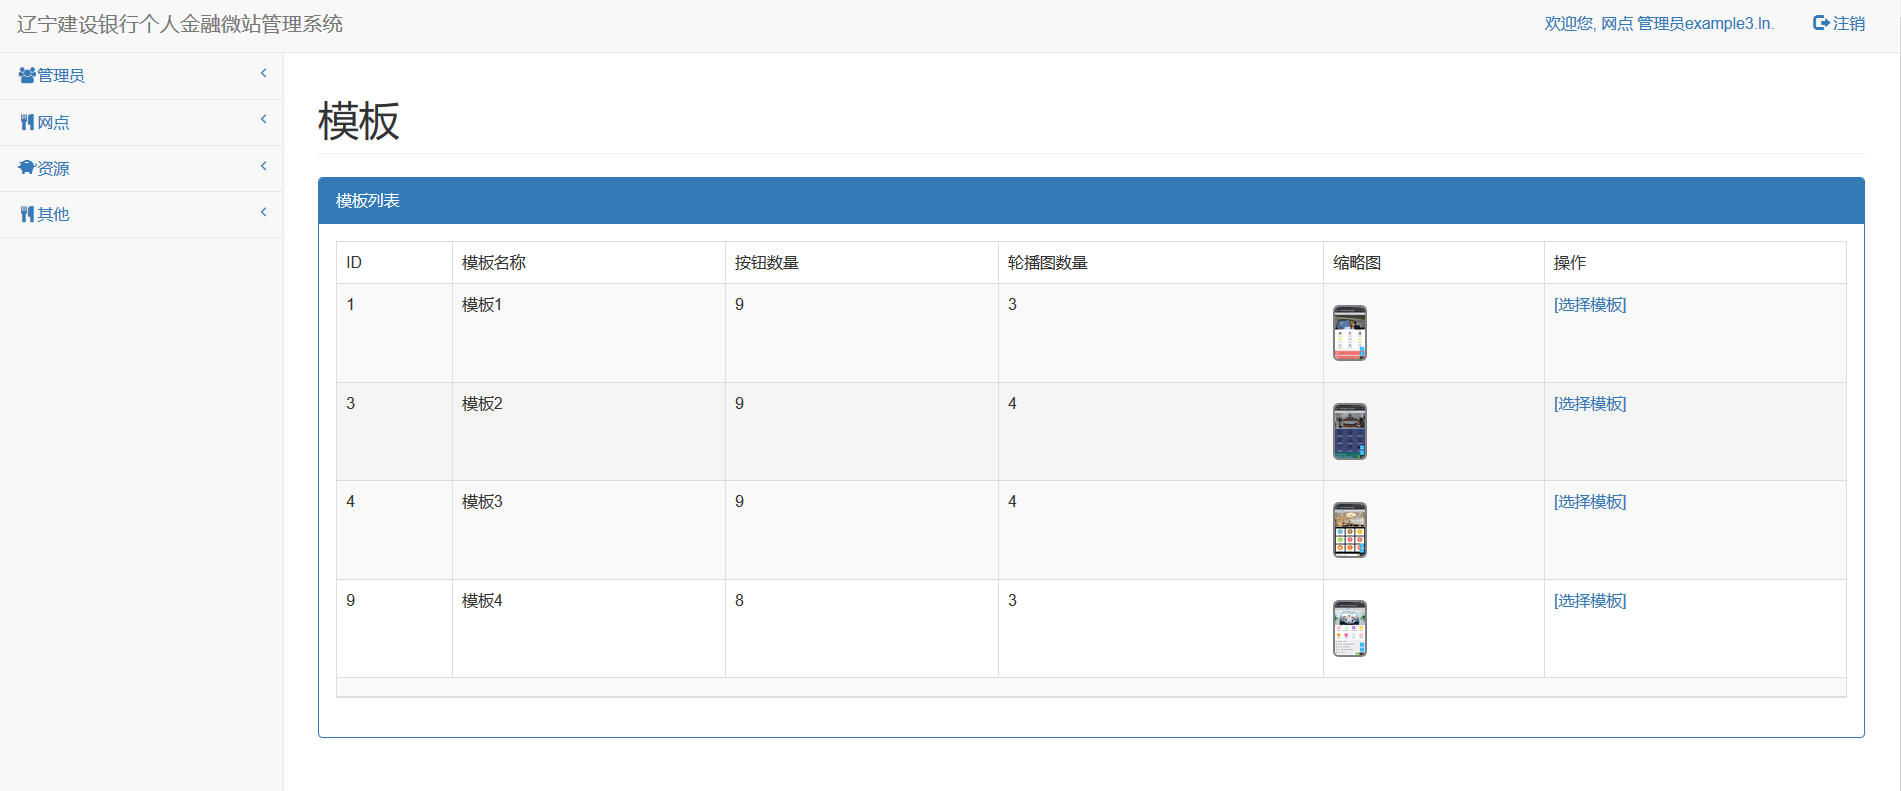 辽宁建设银行个人金融微站管理系统
欢迎您, 网点 管理员example3.ln.
注销
管理员
网点
资源
其他
模板
模板列表
ID 模板名称 按钮数量 轮播图数量 缩略图 操作
1 模板1 9 3 [选择模板]
3 模板2 9 4 [选择模板]
4 模板3 9 4 [选择模板]
9 模板4 8 3 [选择模板]